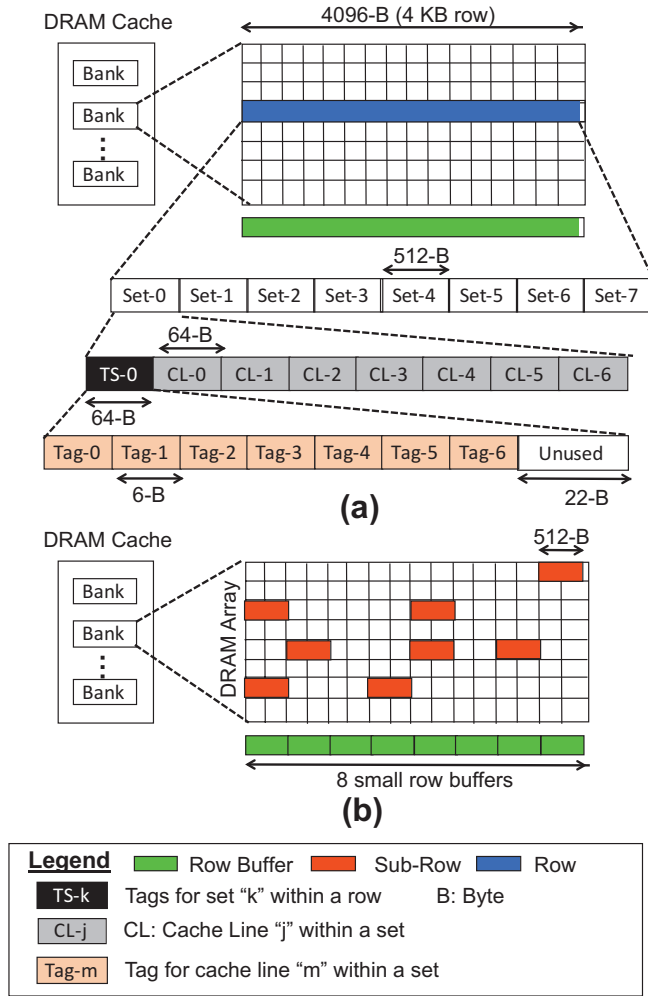 DRAM Cache
4096-B (4 KB row)
Bank
Bank
Bank
512-B
Set-0 Set-1 Set-2 Set-3 Set-4 Set-5 Set-6 Set-7
64-B
TS-0 CL-0 CL-1 CL-2 CL-3 CL-4 CL-5 CL-6
64-B
Tag-0 Tag-1 Tag-2 Tag-3 Tag-4 Tag-5 Tag-6 Unused
6-B
22-B
(a)
DRAM Cache
512-B
Bank
Bank
Bank
DRAM Array
8 small row buffers
(b)
Legend
Row Buffer Sub-Row Row
TS-k Tags for set “k” within a row B: Byte
CL-j CL: Cache Line “j” within a set
Tag-m Tag for cache line “m” within a set